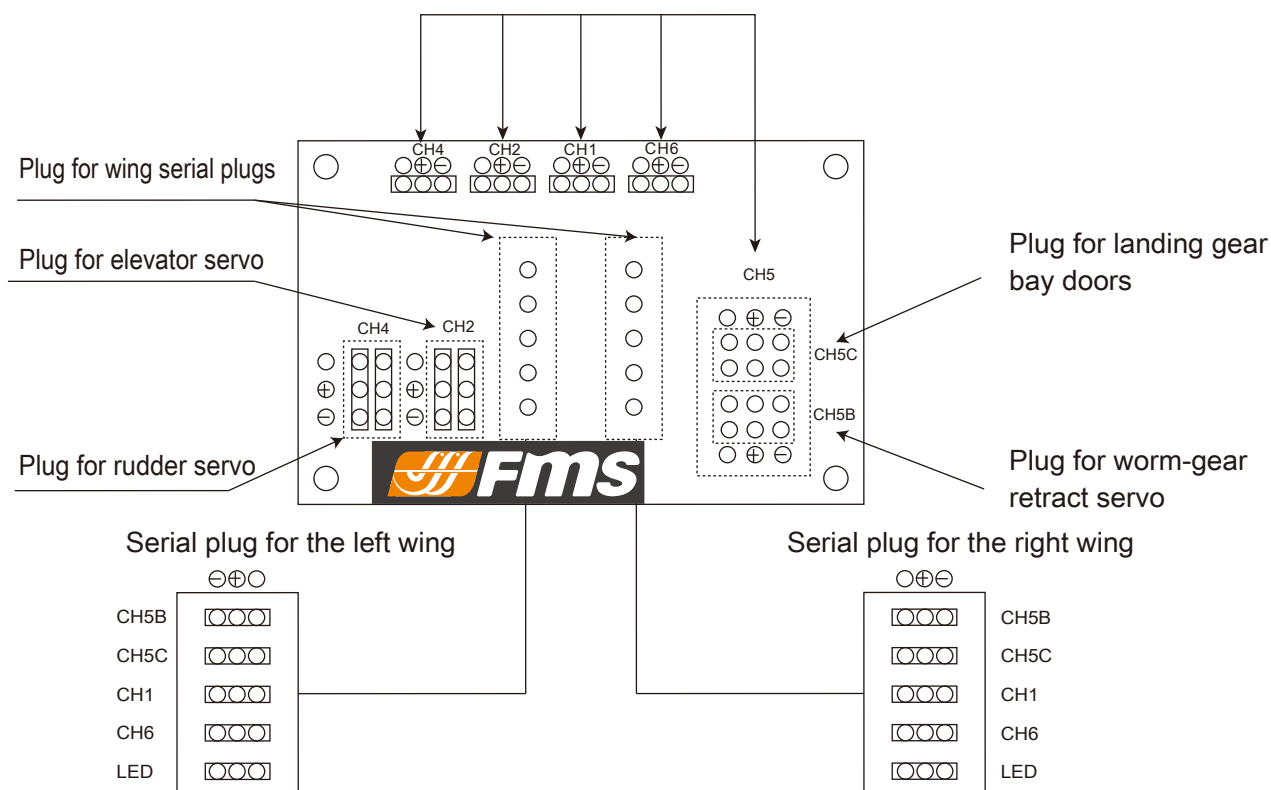 CH4 CH2 CH1 CH6
Plug for wing serial plugs
Plug for elevator servo
Plug for landing gear
bay doors
CH5
CH4 CH2
CH5C
CH5B
Plug for rudder servo
Fms
Plug for worm-gear
retract servo
Serial plug for the left wing
Serial plug for the right wing
CH5B
CH5C
CH1
CH6
LED
CH5B
CH5C
CH1
CH6
LED